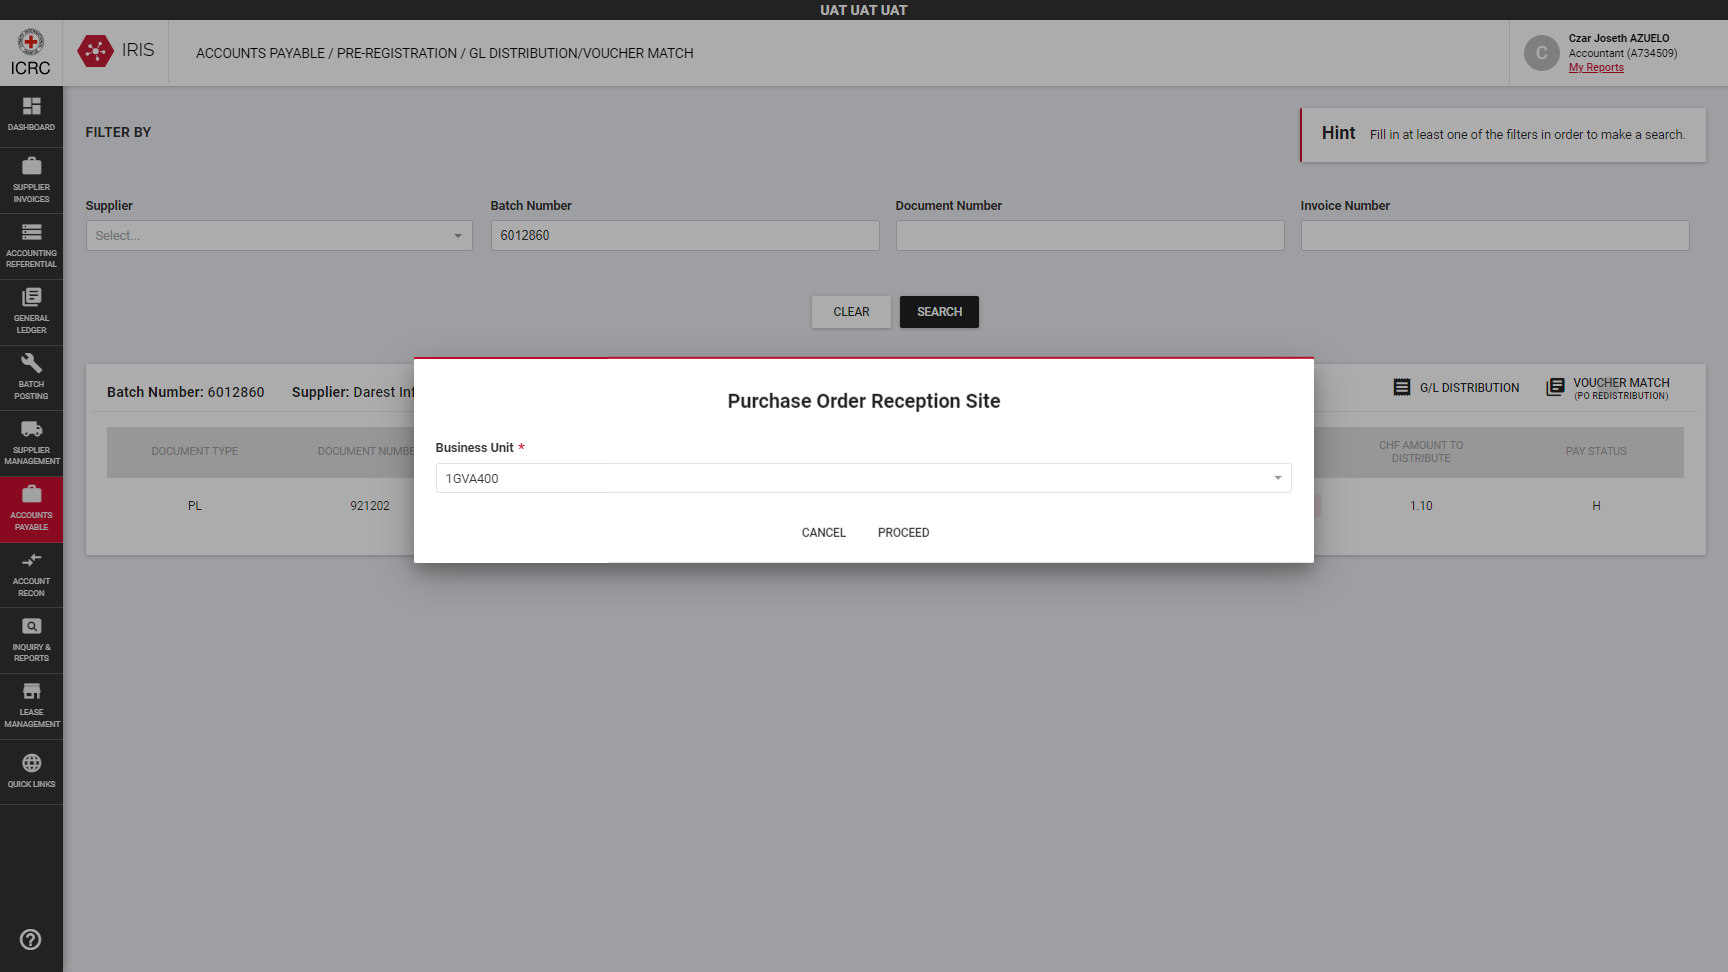 UAT UAT UAT
ICRC
IRIS
ACCOUNTS PAYABLE / PRE-REGISTRATION / GL DISTRIBUTION/VOUCHER MATCH
C
Czar Joseth AZUELO
Accountant (A734509)
My Reports
DASHBOARD
SUPPLIER
INVOICES
ACCOUNTING
REFERENTIAL
GENERAL
LEDGER
BATCH
POSTING
SUPPLIER
MANAGEMENT
ACCOUNTS
PAYABLE
ACCOUNT
RECON
INQUIRY &
REPORTS
LEASE
MANAGEMENT
QUICK LINKS
FILTER BY
Hint Fill in at least one of the filters in order to make a search.
Supplier Batch Number Document Number Invoice Number
Select... 6012860
CLEAR SEARCH
Batch Number: 6012860 Supplier: Darest Inf
G/L DISTRIBUTION
VOUCHER MATCH
(PO REDISTRIBUTION)
DOCUMENT TYPE DOCUMENT NUMBE
CHF AMOUNT TO
DISTRIBUTE
PAY STATUS
PL 921202 1.10 H
Purchase Order Reception Site
Business Unit *
1GVA400
CANCEL PROCEED